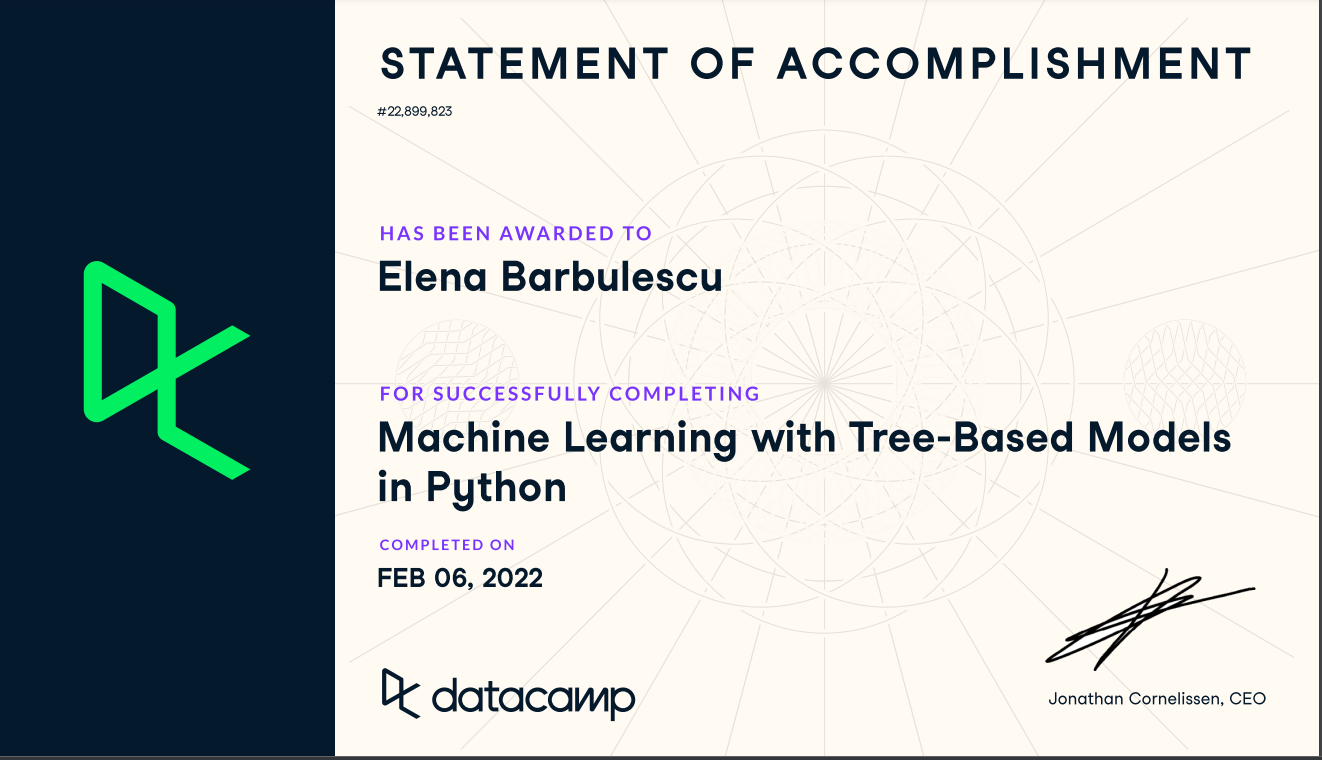 STATEMENT OF ACCOMPLISHMENT
#22,899,823
HAS BEEN AWARDED TO
Elena Barbulescu
FOR SUCCESSFULLY COMPLETING
Machine Learning with Tree-Based Models
in Python
COMPLETED ON
FEB 06, 2022
datacamp
Jonathan Cornelissen, CEO